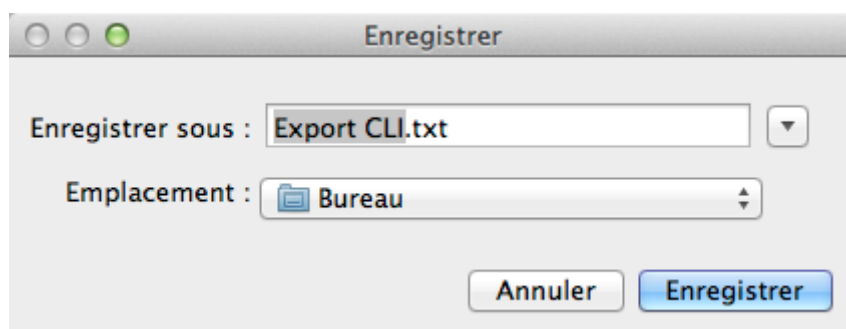 Enregistrer
Enregistrer sous : Export CLI.txt
Emplacement : Bureau
Annuler Enregistrer